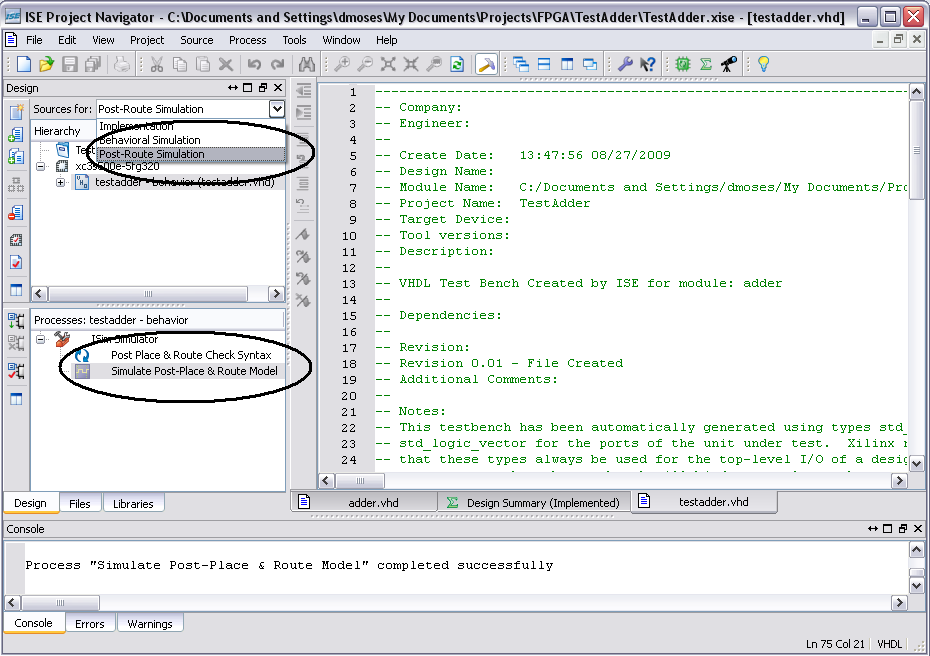 ISE Project Navigator - C:\Documents and Settings\dmoses\My Documents\Projects\FPGA\TestAdder\TestAdder.xise - [testadder.vhd]
File Edit View Project Source Process Tools Window Help
Design
Sources for: Post-Route Simulation
Implementation
Behavioral Simulation
Post-Route Simulation
Hierarchy
Test
xc3s500e-5fg320
testadder - behavior (testadder.vhd)
Processes: testadder - behavior
ISim Simulator
Post Place & Route Check Syntax
Simulate Post-Place & Route Model
Design Files Libraries
1 --------------------------------------------------------------------------------
2 -- Company:
3 -- Engineer:
4 --
5 -- Create Date: 13:47:56 08/27/2009
6 -- Design Name:
7 -- Module Name: C:/Documents and Settings/dmoses/My Documents/Pro
8 -- Project Name: TestAdder
9 -- Target Device:
10 -- Tool versions:
11 -- Description:
12 --
13 -- VHDL Test Bench Created by ISE for module: adder
14 --
15 -- Dependencies:
16 --
17 -- Revision:
18 -- Revision 0.01 - File Created
19 -- Additional Comments:
20 --
21 -- Notes:
22 -- This testbench has been automatically generated using types std_
23 -- std_logic_vector for the ports of the unit under test. Xilinx r
24 -- that these types always be used for the top-level I/O of a desig
adder.vhd Design Summary (Implemented) testadder.vhd
Console
Process "Simulate Post-Place & Route Model" completed successfully
Console Errors Warnings
Ln 75 Col 21 VHDL